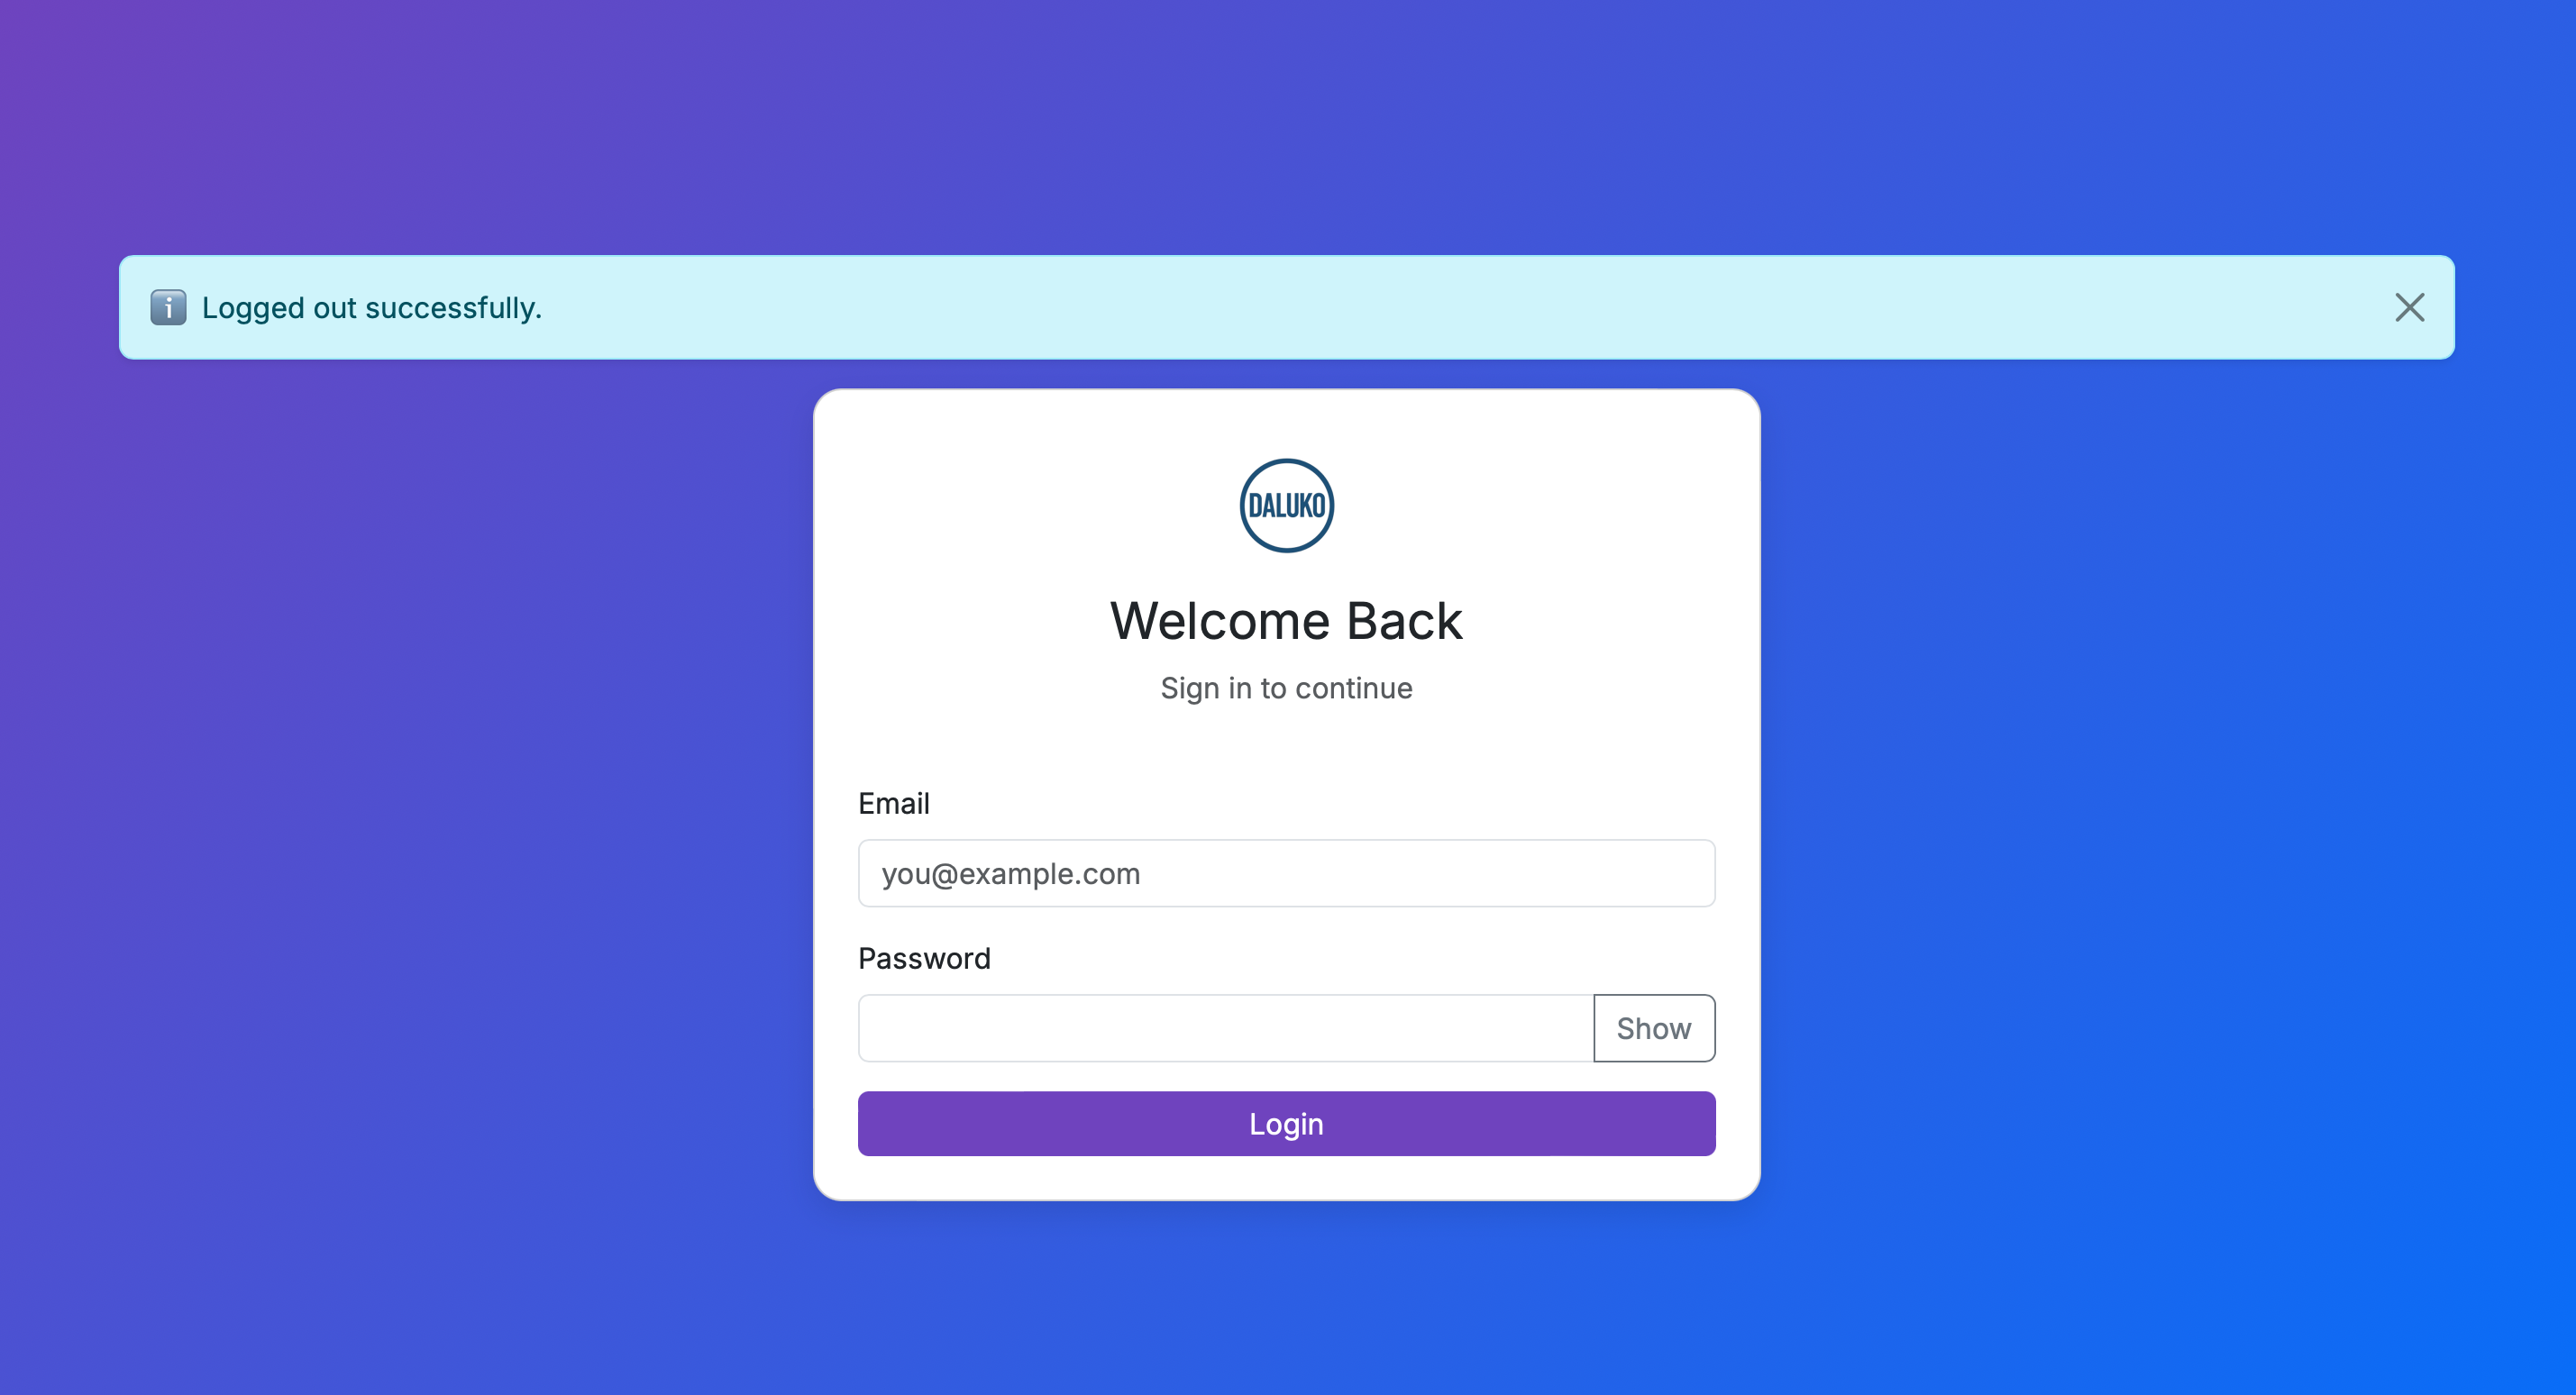 Logged out successfully.
DALUKO
Welcome Back
Sign in to continue
Email
you@example.com
Password
Show
Login